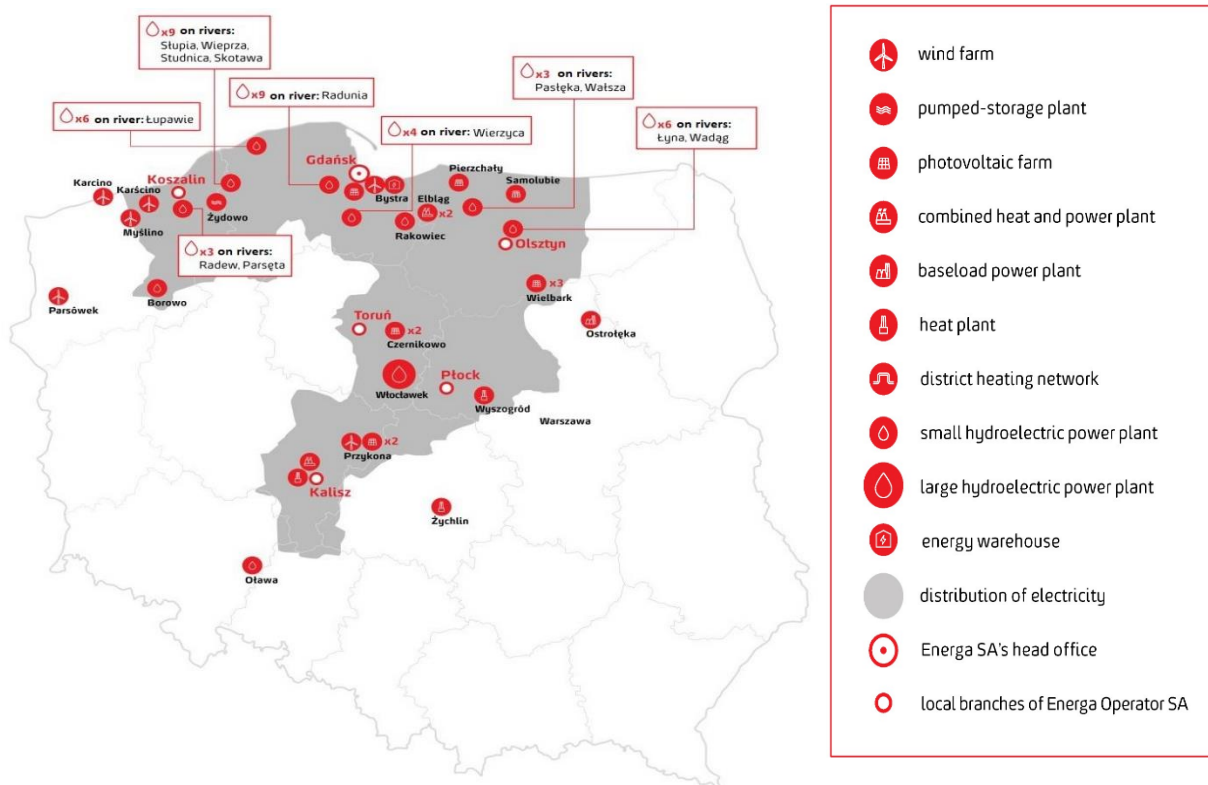 x9 on rivers:
Słupia, Wieprza,
Studnica, Skotawa
x9 on river: Radunia
x3 on rivers:
Pasłęka, Wałsza
x6 on river: Łupawie
x4 on river: Wierzyca
x6 on rivers:
Łyna, Wadąg
Gdańsk
Pierzchały
Koszalin
Karcino
Karścino
Samolubie
Bystra
Elbląg
x2
Żydowo
Myślino
Rakowiec
Olsztyn
x3 on rivers:
Radew, Parsęta
Borowo
x3
Wielbark
Parsówek
Toruń
x2
Czernikowo
Ostrołęka
Płock
Włocławek
Wyszogród
Warszawa
x2
Przykona
Kalisz
Żychlin
Oława
wind farm
pumped-storage plant
photovoltaic farm
combined heat and power plant
baseload power plant
heat plant
district heating network
small hydroelectric power plant
large hydroelectric power plant
energy warehouse
distribution of electricity
Energa SA's head office
local branches of Energa Operator SA